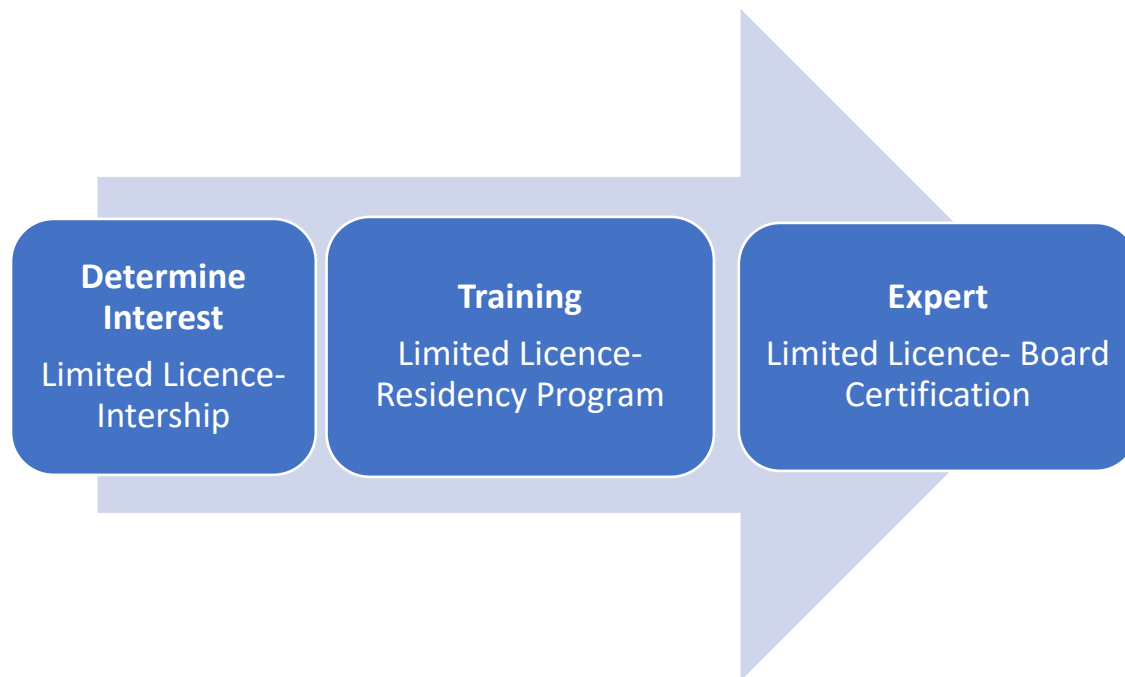 Determine
Interest
Limited Licence-
Intership
Training
Limited Licence-
Residency Program
Expert
Limited Licence- Board
Certification